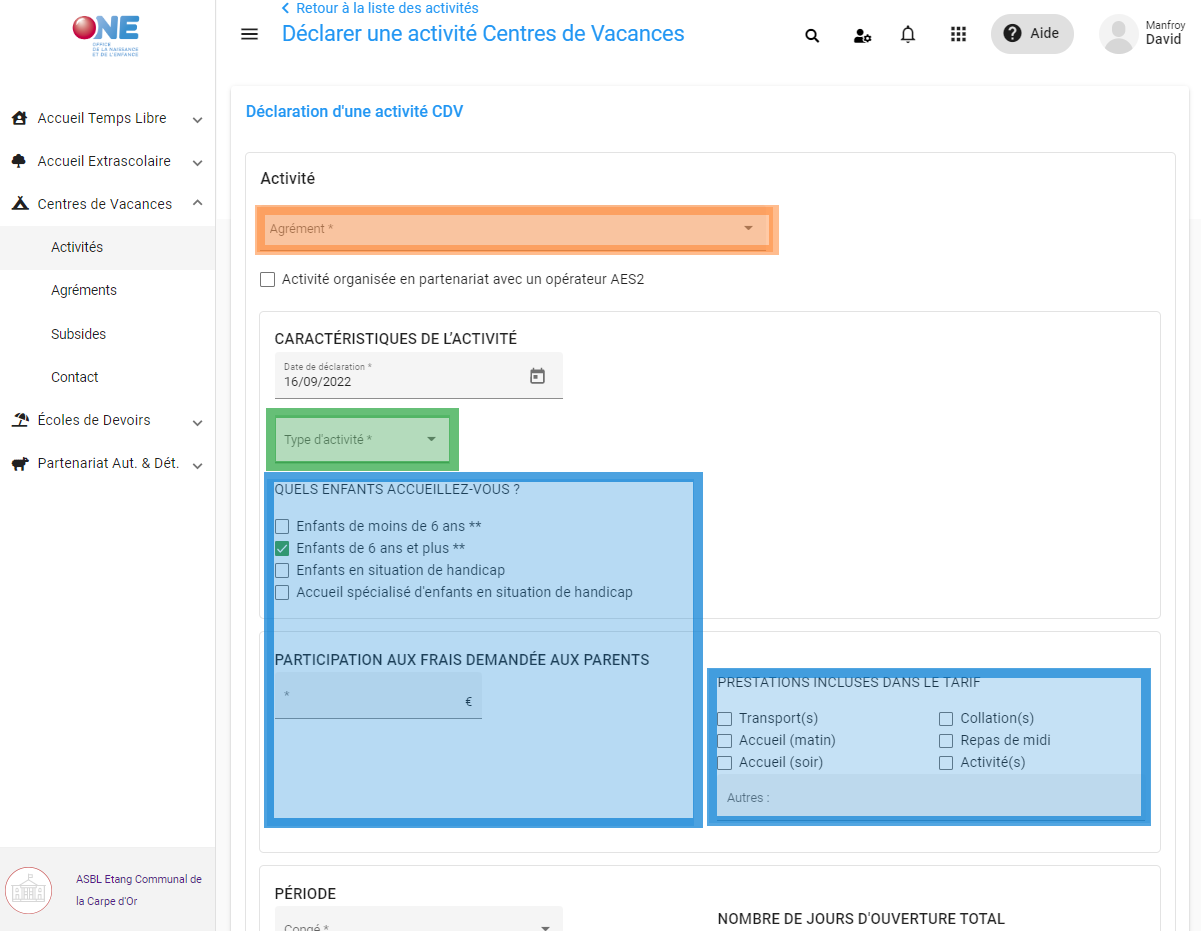 ONE
OFFICE
DE LA NAISSANCE
ET DE L'ENFANCE
Accueil Temps Libre
Accueil Extrascolaire
Centres de Vacances
Activités
Agréments
Subsides
Contact
Écoles de Devoirs
Partenariat Aut. & Dét.
ASBL Etang Communal de
la Carpe d'Or
Retour à la liste des activités
Déclarer une activité Centres de Vacances
Aide
Manfroy
David
Déclaration d'une activité CDV
Activité
Agrément *
Activité organisée en partenariat avec un opérateur AES2
CARACTÉRISTIQUES DE L'ACTIVITÉ
Date de déclaration *
16/09/2022
Type d'activité *
QUELS ENFANTS ACCUEILLEZ-VOUS ?
Enfants de moins de 6 ans **
Enfants de 6 ans et plus **
Enfants en situation de handicap
Accueil spécialisé d'enfants en situation de handicap
PARTICIPATION AUX FRAIS DEMANDÉE AUX PARENTS
* €
PRESTATIONS INCLUSES DANS LE TARIF
Transport(s) Collation(s)
Accueil (matin) Repas de midi
Accueil (soir) Activité(s)
Autres :
PÉRIODE
Congé *
NOMBRE DE JOURS D'OUVERTURE TOTAL